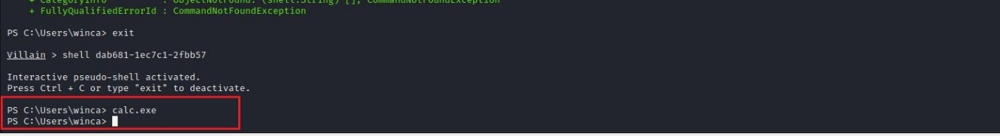 + CategoryInfo : ObjectNotFound: (shell:String) [], CommandNotFoundException
+ FullyQualifiedErrorId : CommandNotFoundException
PS C:\Users\winca> exit
Villain > shell dab681-1ec7c1-2fbb57
Interactive pseudo-shell activated.
Press Ctrl + C or type "exit" to deactivate.
PS C:\Users\winca> calc.exe
PS C:\Users\winca>